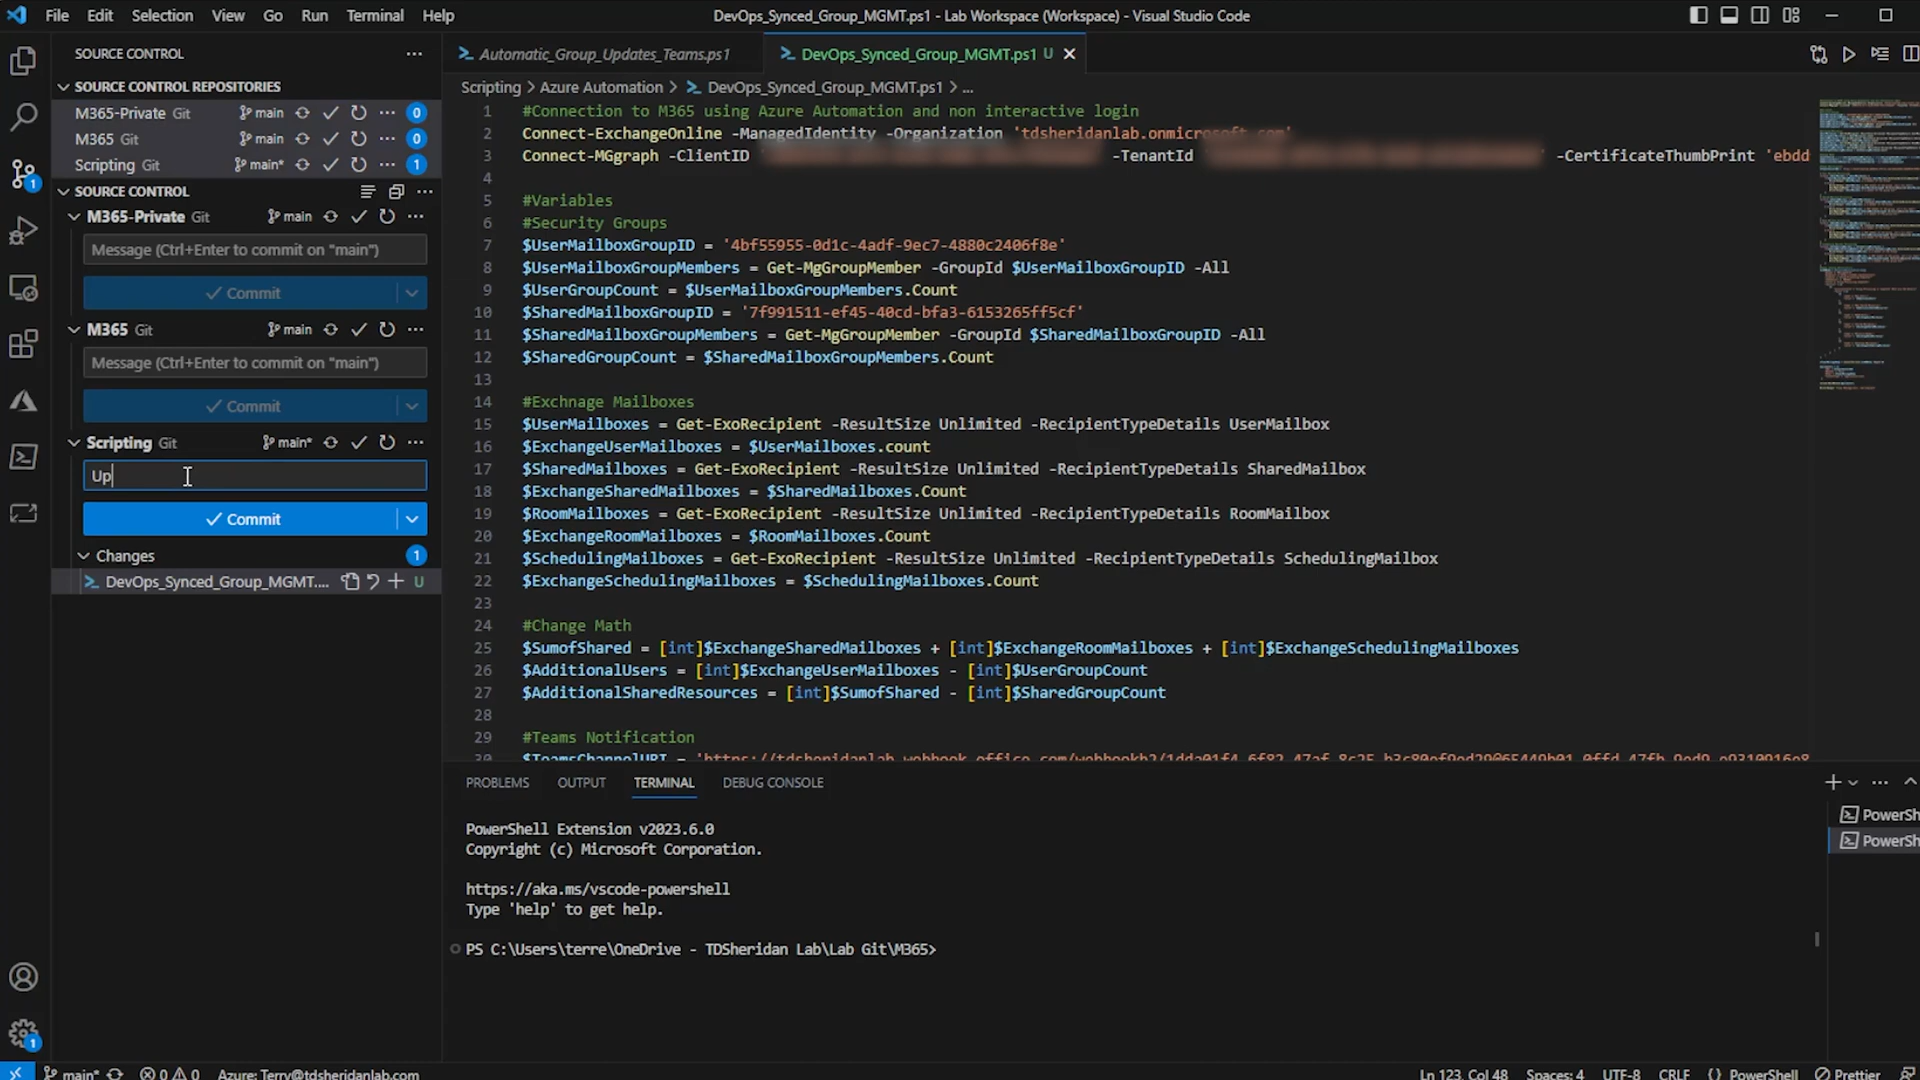 File Edit Selection View Go Run Terminal Help
DevOps_Synced_Group_MGMT.ps1 - Lab Workspace (Workspace) - Visual Studio Code
SOURCE CONTROL
SOURCE CONTROL REPOSITORIES
M365-Private Git main 0
M365 Git main 0
Scripting Git main* 1
SOURCE CONTROL
M365-Private Git main
Message (Ctrl+Enter to commit on "main")
Commit
M365 Git main
Message (Ctrl+Enter to commit on "main")
Commit
Scripting Git main*
Up
Commit
Changes 1
DevOps_Synced_Group_MGMT.... U
1
1
Automatic_Group_Updates_Teams.ps1
DevOps_Synced_Group_MGMT.ps1 U
Scripting > Azure Automation > DevOps_Synced_Group_MGMT.ps1 > ...
1 #Connection to M365 using Azure Automation and non interactive login
2 Connect-ExchangeOnline -ManagedIdentity -Organization 'tdsheridanlab.onmicrosoft.com'
3 Connect-MGgraph -ClientID -TenantId -CertificateThumbPrint 'ebdd
4
5 #Variables
6 #Security Groups
7 $UserMailboxGroupID = '4bf55955-0d1c-4adf-9ec7-4880c2406f8e'
8 $UserMailboxGroupMembers = Get-MgGroupMember -GroupId $UserMailboxGroupID -All
9 $UserGroupCount = $UserMailboxGroupMembers.Count
10 $SharedMailboxGroupID = '7f991511-ef45-40cd-bfa3-6153265ff5cf'
11 $SharedMailboxGroupMembers = Get-MgGroupMember -GroupId $SharedMailboxGroupID -All
12 $SharedGroupCount = $SharedMailboxGroupMembers.Count
13
14 #Exchnage Mailboxes
15 $UserMailboxes = Get-ExoRecipient -ResultSize Unlimited -RecipientTypeDetails UserMailbox
16 $ExchangeUserMailboxes = $UserMailboxes.count
17 $SharedMailboxes = Get-ExoRecipient -ResultSize Unlimited -RecipientTypeDetails SharedMailbox
18 $ExchangeSharedMailboxes = $SharedMailboxes.Count
19 $RoomMailboxes = Get-ExoRecipient -ResultSize Unlimited -RecipientTypeDetails RoomMailbox
20 $ExchangeRoomMailboxes = $RoomMailboxes.Count
21 $SchedulingMailboxes = Get-ExoRecipient -ResultSize Unlimited -RecipientTypeDetails SchedulingMailbox
22 $ExchangeSchedulingMailboxes = $SchedulingMailboxes.Count
23
24 #Change Math
25 $SumofShared = [int]$ExchangeSharedMailboxes + [int]$ExchangeRoomMailboxes + [int]$ExchangeSchedulingMailboxes
26 $AdditionalUsers = [int]$ExchangeUserMailboxes - [int]$UserGroupCount
27 $AdditionalSharedResources = [int]$SumofShared - [int]$SharedGroupCount
28
29 #Teams Notification
30 $TeamsChannelURI =
PROBLEMS OUTPUT TERMINAL DEBUG CONSOLE
PowerShell Extension v2023.6.0
Copyright (c) Microsoft Corporation.
https://aka.ms/vscode-powershell
Type 'help' to get help.
PS C:\Users\terre\OneDrive - TDSheridan Lab\Lab Git\M365>
PowerSh
PowerSh
main* 0 0 Azure: Terry@tdsheridanlab.com
Ln 123, Col 48 Spaces: 4 UTF-8 CRLF {} PowerShell Prettier